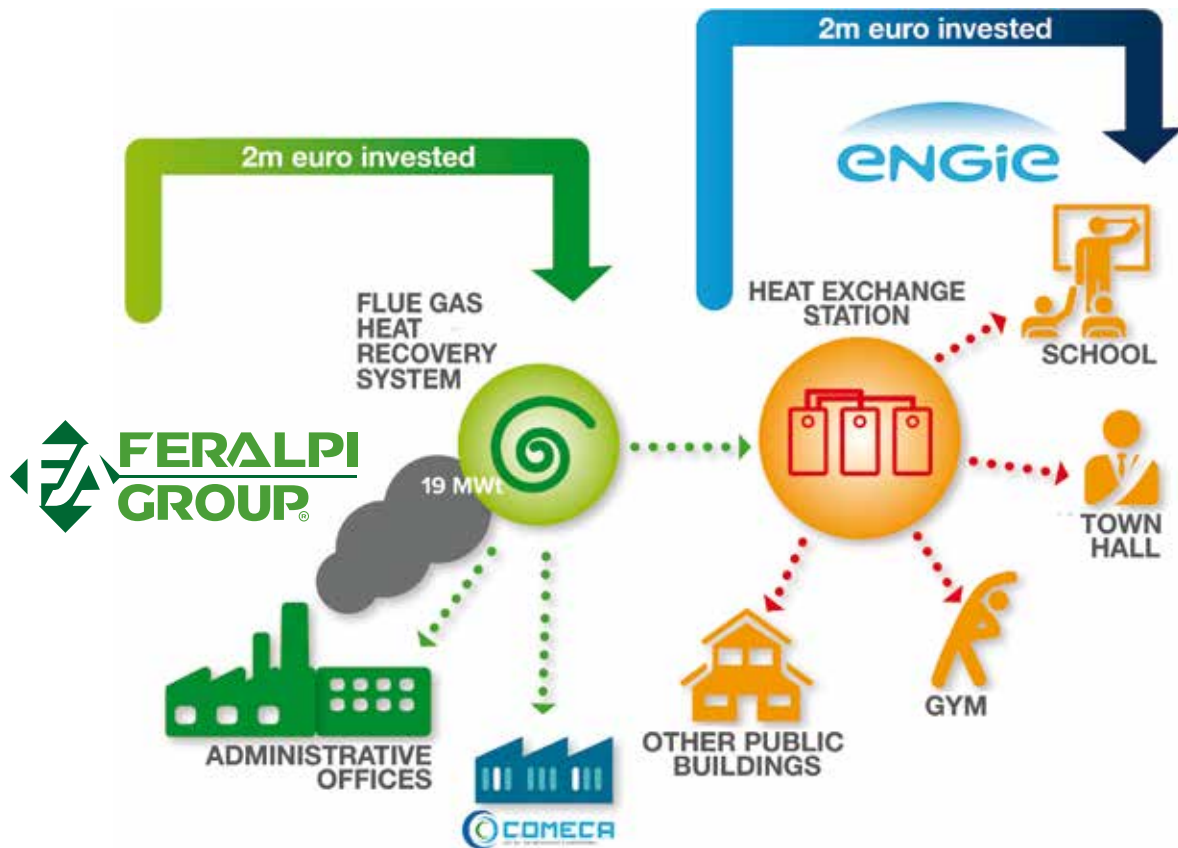 2m euro invested
ENGIE
2m euro invested
FLUE GAS
HEAT
RECOVERY
SYSTEM
HEAT EXCHANGE
STATION
SCHOOL
FERALPI
GROUP®
19 MWt
TOWN
HALL
GYM
OTHER PUBLIC
BUILDINGS
ADMINISTRATIVE
OFFICES
COMECA